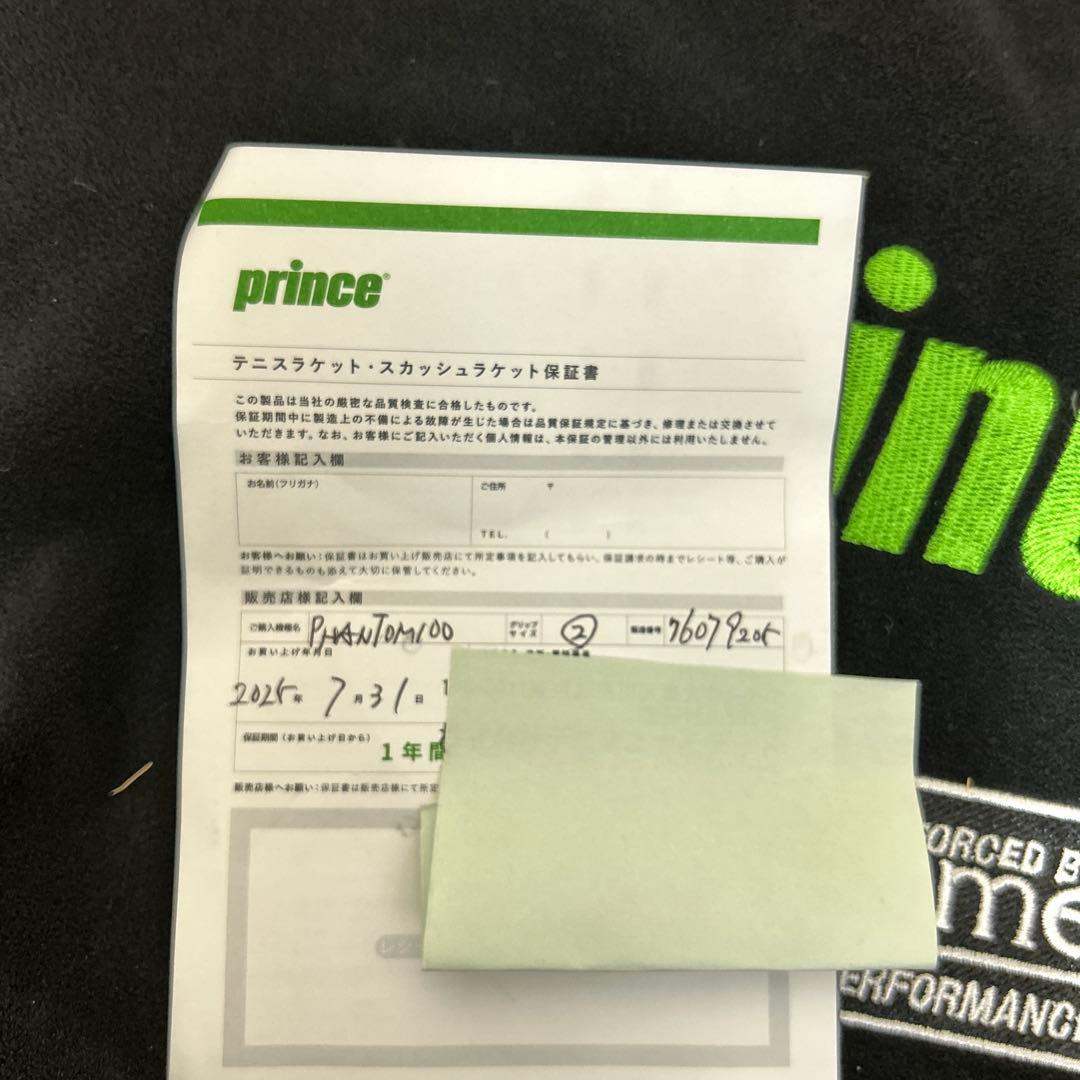 prince®
テニスラケット・スカッシュラケット保証書
この製品は当社の厳密な品質検査に合格したものです。
保証期間中に製造上の不備による故障が生じた場合は品質保証規定に基づき、修理または交換させて
いただきます。なお、お客様にご記入いただく個人情報は、本保証の管理以外には利用いたしません。
お客様記入欄
お名前(フリガナ)
ご住所 〒
TEL. ( )
お客様へお願い:保証書はお買い上げ販売店にて所定事項を記入してもらい、保証請求の時までレシート等、ご購入が
証明できるものも添えて大切に保管してください。
販売店様記入欄
ご購入機種名 PHANTOM100 グリップサイズ ② 製造番号 76079205
お買い上げ年月日
2025年 7月31日
保証期間(お買い上げ日から)
1年間
販売店様へお願い:保証書は販売店様にて所定
レシ
in
ORCED B
me
ERFORMANC